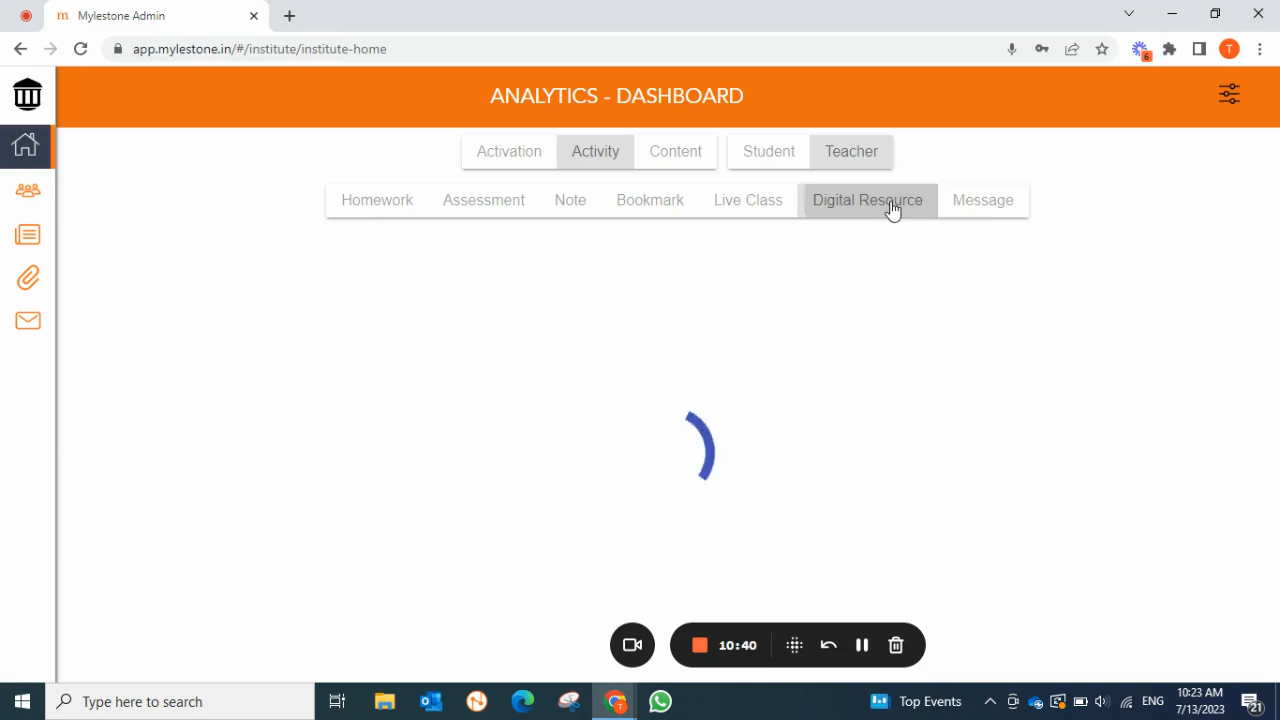 m Mylestone Admin
app.mylestone.in/#/institute/institute-home
6
T
ANALYTICS - DASHBOARD
Activation Activity Content Student Teacher
Homework Assessment Note Bookmark Live Class Digital Resource Message
10:40
Type here to search
T
Top Events
ENG
10:23 AM
7/13/2023
21